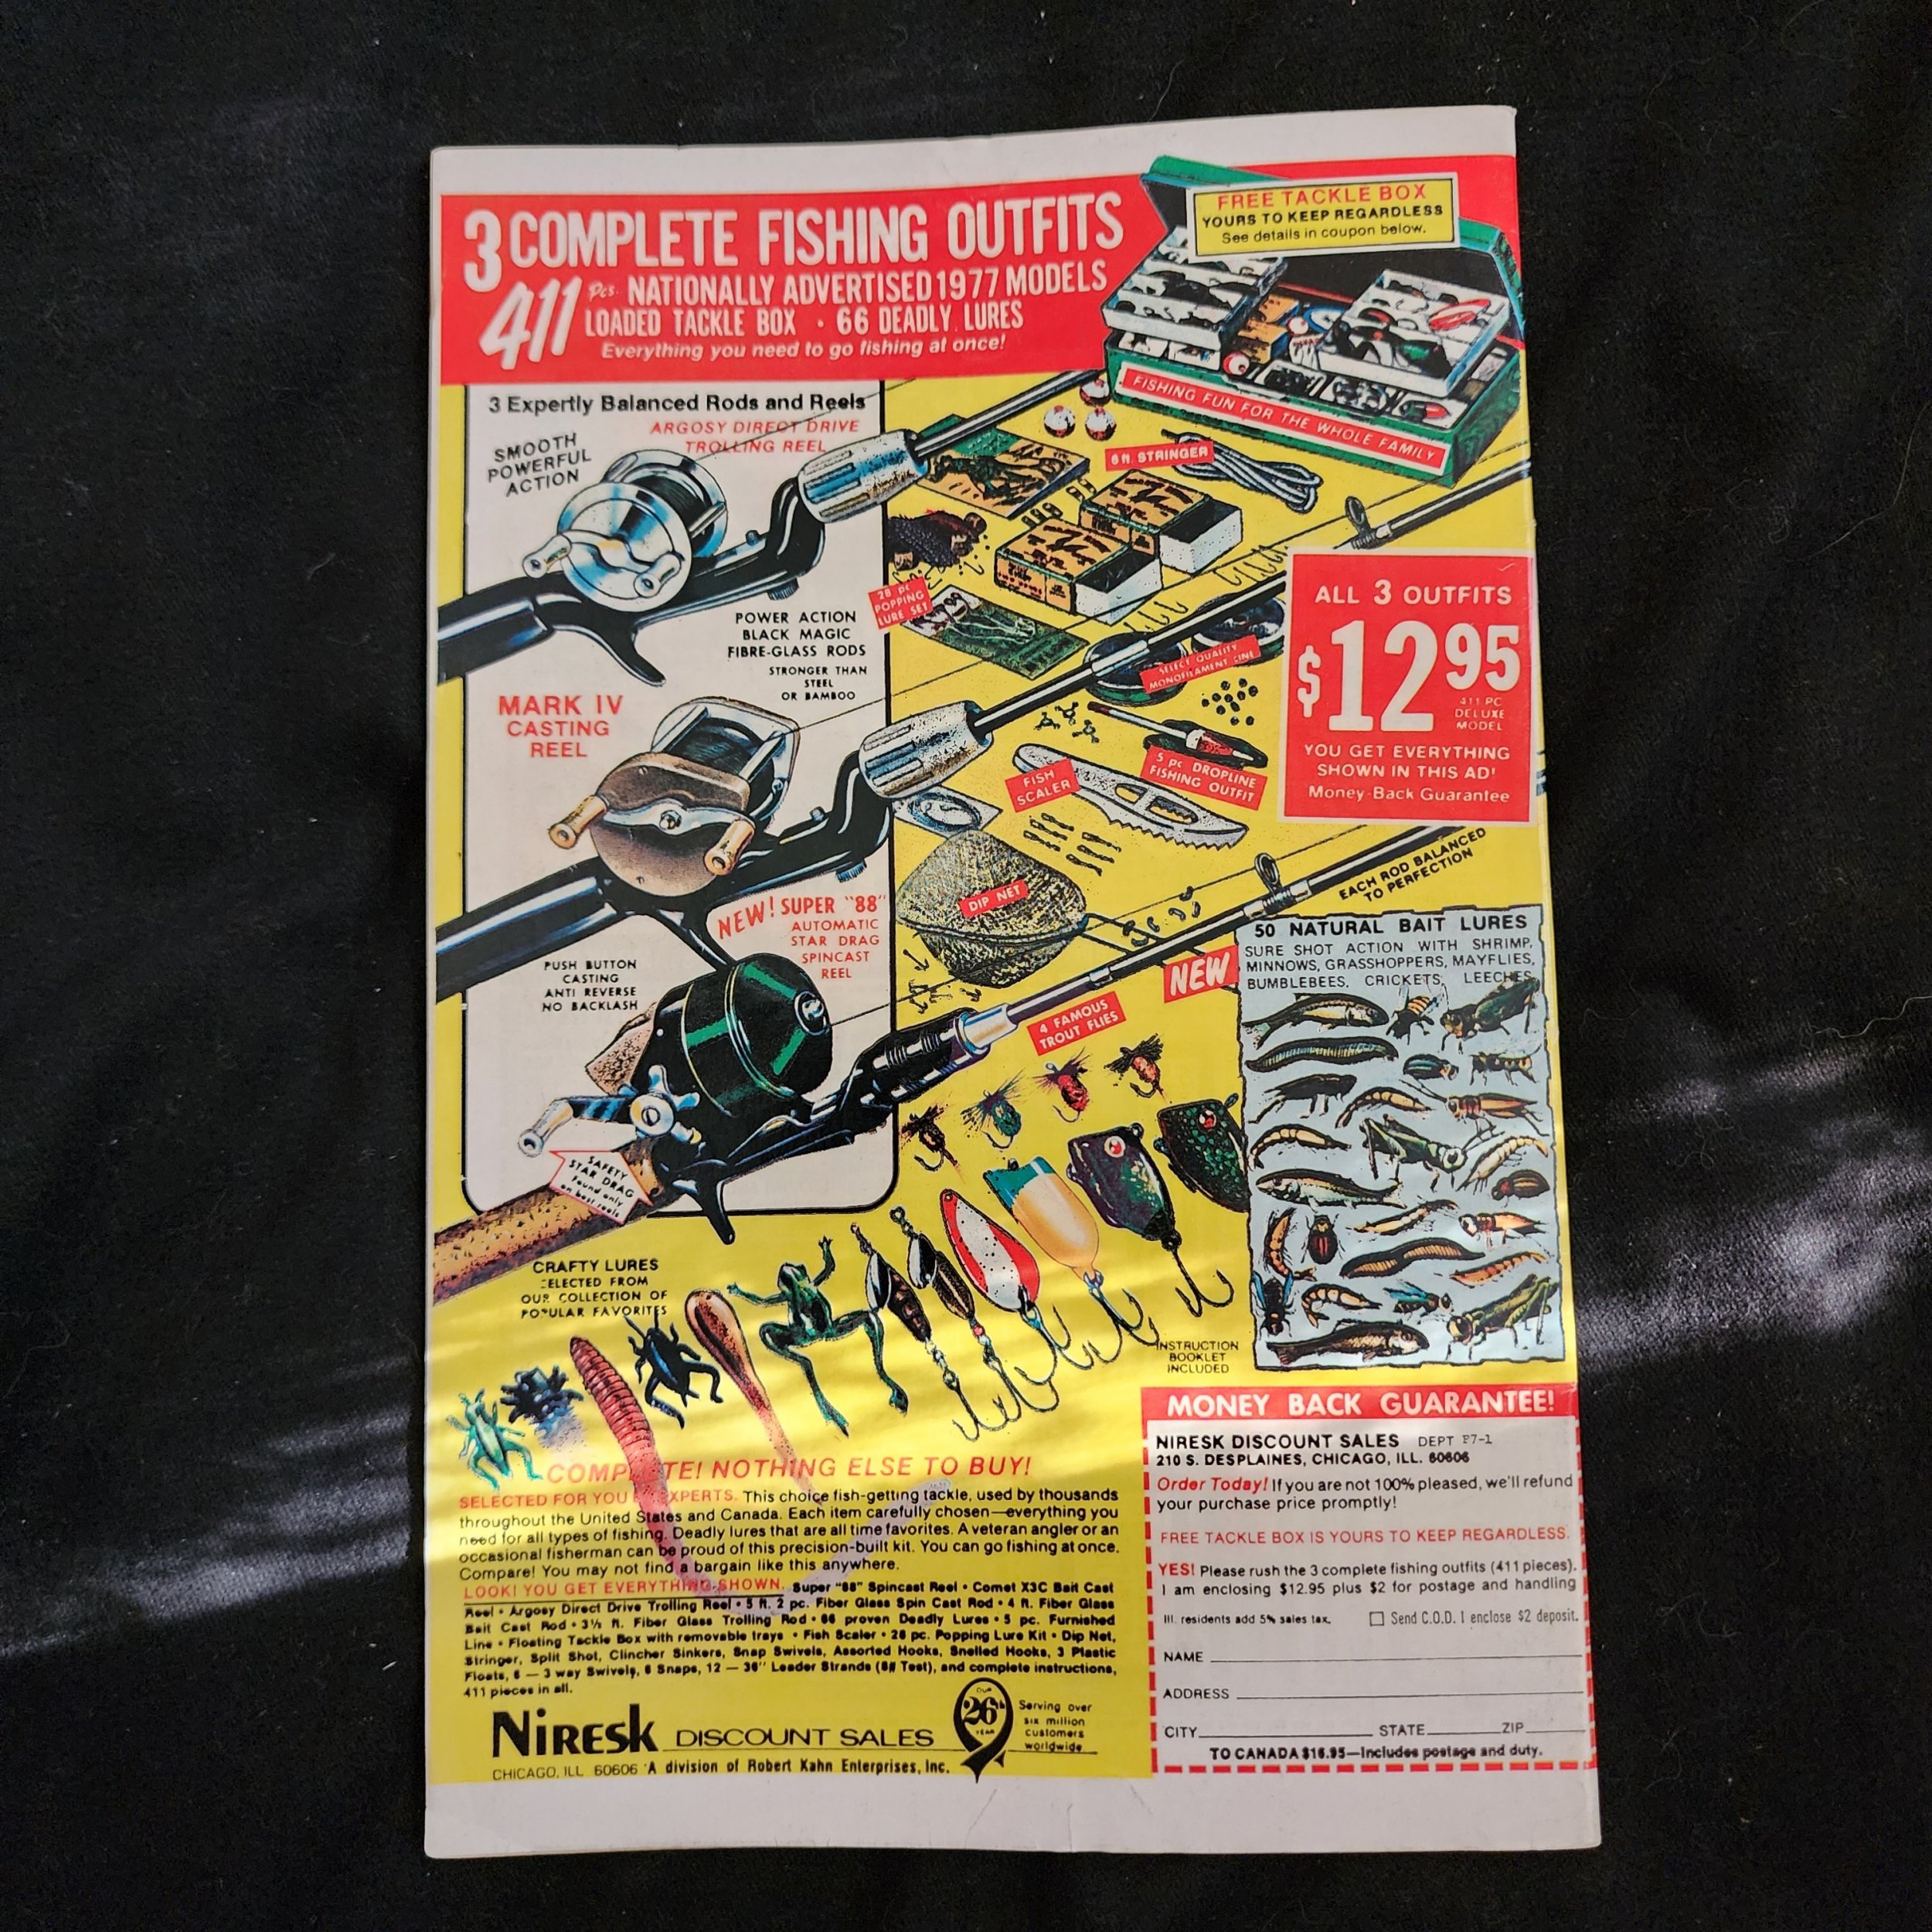 3 COMPLETE FISHING OUTFITS
411 Pcs. NATIONALLY ADVERTISED 1977 MODELS
LOADED TACKLE BOX • 66 DEADLY LURES
Everything you need to go fishing at once!
FREE TACKLE BOX
YOURS TO KEEP REGARDLESS
See details in coupon below.
FISHING FUN FOR THE WHOLE FAMILY
3 Expertly Balanced Rods and Reels
ARGOSY DIRECT DRIVE
TROLLING REEL
SMOOTH
POWERFUL
ACTION
6 ft. STRINGER
28 pc
POPPING
LURE SET
POWER ACTION
BLACK MAGIC
FIBRE-GLASS RODS
STRONGER THAN
STEEL
OR BAMBOO
SELECT QUALITY
MONOFILAMENT LINE
ALL 3 OUTFITS
$12 95
411 PC
DELUXE
MODEL
YOU GET EVERYTHING
SHOWN IN THIS AD!
Money-Back Guarantee
MARK IV
CASTING
REEL
FISH
SCALER
5 pc DROPLINE
FISHING OUTFIT
DIP NET
EACH ROD BALANCED
TO PERFECTION
NEW! SUPER "88"
AUTOMATIC
STAR DRAG
SPINCAST
REEL
PUSH BUTTON
CASTING
ANTI REVERSE
NO BACKLASH
NEW
50 NATURAL BAIT LURES
SURE SHOT ACTION WITH SHRIMP,
MINNOWS, GRASSHOPPERS, MAYFLIES,
BUMBLEBEES, CRICKETS, LEECHES
4 FAMOUS
TROUT FLIES
SAFETY
STAR DRAG
found only
on best reels
CRAFTY LURES
SELECTED FROM
OUR COLLECTION OF
POPULAR FAVORITES
INSTRUCTION
BOOKLET
INCLUDED
COMPLETE! NOTHING ELSE TO BUY!
SELECTED FOR YOU BY EXPERTS. This choice fish-getting tackle, used by thousands
throughout the United States and Canada. Each item carefully chosen—everything you
need for all types of fishing. Deadly lures that are all time favorites. A veteran angler or an
occasional fisherman can be proud of this precision-built kit. You can go fishing at once.
Compare! You may not find a bargain like this anywhere.
LOOK! YOU GET EVERYTHING SHOWN. Super "88" Spincast Reel • Comet X3C Bait Cast
Reel • Argosy Direct Drive Trolling Reel • 5 ft. 2 pc. Fiber Glass Spin Cast Rod • 4 ft. Fiber Glass
Bait Cast Rod • 3½ ft. Fiber Glass Trolling Rod • 66 proven Deadly Lures • 5 pc. Furnished
Line • Floating Tackle Box with removable trays • Fish Scaler • 28 pc. Popping Lure Kit • Dip Net,
Stringer, Split Shot, Clincher Sinkers, Snap Swivels, Assorted Hooks, Snelled Hooks, 3 Plastic
Floats, 6 — 3 way Swivels, 6 Snaps, 12 — 36" Leader Strands (8# Test), and complete instructions,
411 pieces in all.
NIRESK DISCOUNT SALES
CHICAGO, ILL 60606 A division of Robert Kahn Enterprises, Inc.
OUR
26th
YEAR
Serving over
six million
customers
worldwide
MONEY BACK GUARANTEE!
NIRESK DISCOUNT SALES DEPT F7-1
210 S. DESPLAINES, CHICAGO, ILL. 60606
Order Today! If you are not 100% pleased, we'll refund
your purchase price promptly!
FREE TACKLE BOX IS YOURS TO KEEP REGARDLESS.
YES! Please rush the 3 complete fishing outfits (411 pieces).
I am enclosing $12.95 plus $2 for postage and handling
Ill. residents add 5% sales tax. Send C.O.D. I enclose $2 deposit.
NAME
ADDRESS
CITY STATE ZIP
TO CANADA $16.95—Includes postage and duty.